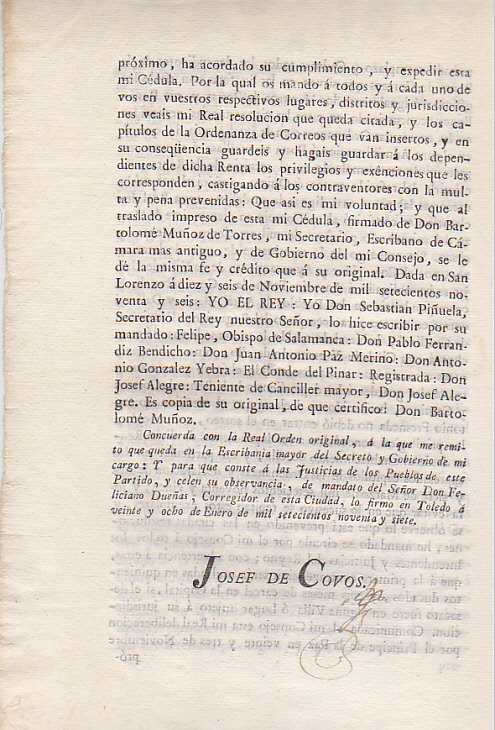 próximo, ha acordado su cumplimiento, y expedir esta
mi Cédula. Por la qual os mando á todos y á cada uno de
vos en vuestros respectivos lugares, distritos y jurisdiccio-
nes veais mi Real resolucion que queda citada, y los ca-
pítulos de la Ordenanza de Correos que van insertos, y en
su conseqüencia guardeis y hagais guardar á los depen-
dientes de dicha Renta los privilegios y exênciones que les
corresponden, castigando á los contraventores con la mul-
ta y pena prevenidas: Que asi es mi voluntad; y que al
traslado impreso de esta mi Cédula, firmado de Don Bar-
tolomé Muñoz de Torres, mi Secretario, Escribano de Cá-
mara mas antiguo, y de Gobierno del mi Consejo, se le
dé la misma fe y crédito que á su original. Dada en San
Lorenzo á diez y seis de Noviembre de mil setecientos no-
venta y seis: YO EL REY: Yo Don Sebastian Piñuela,
Secretario del Rey nuestro Señor, lo hice escribir por su
mandado: Felipe, Obispo de Salamanca: Don Pablo Ferran-
diz Bendicho: Don Juan Antonio Paz Merino: Don Anto-
nio Gonzalez Yebra: El Conde del Pinar: Registrada: Don
Josef Alegre: Teniente de Canciller mayor, Don Josef Ale-
gre. Es copia de su original, de que certifico: Don Barto-
lomé Muñoz.
Concuerda con la Real Orden original, á la que me remi-
to que queda en la Escribanía mayor del Secreto y Gobierno de mi
cargo: Y para que conste á las Justicias de los Pueblos de este
Partido, y celen su observancia, de mandato del Señor Don Fe-
liciano Dueñas, Corregidor de esta Ciudad, lo firmo en Toledo á
veinte y ocho de Enero de mil setecientos noventa y siete.
JOSEF DE COVOS.